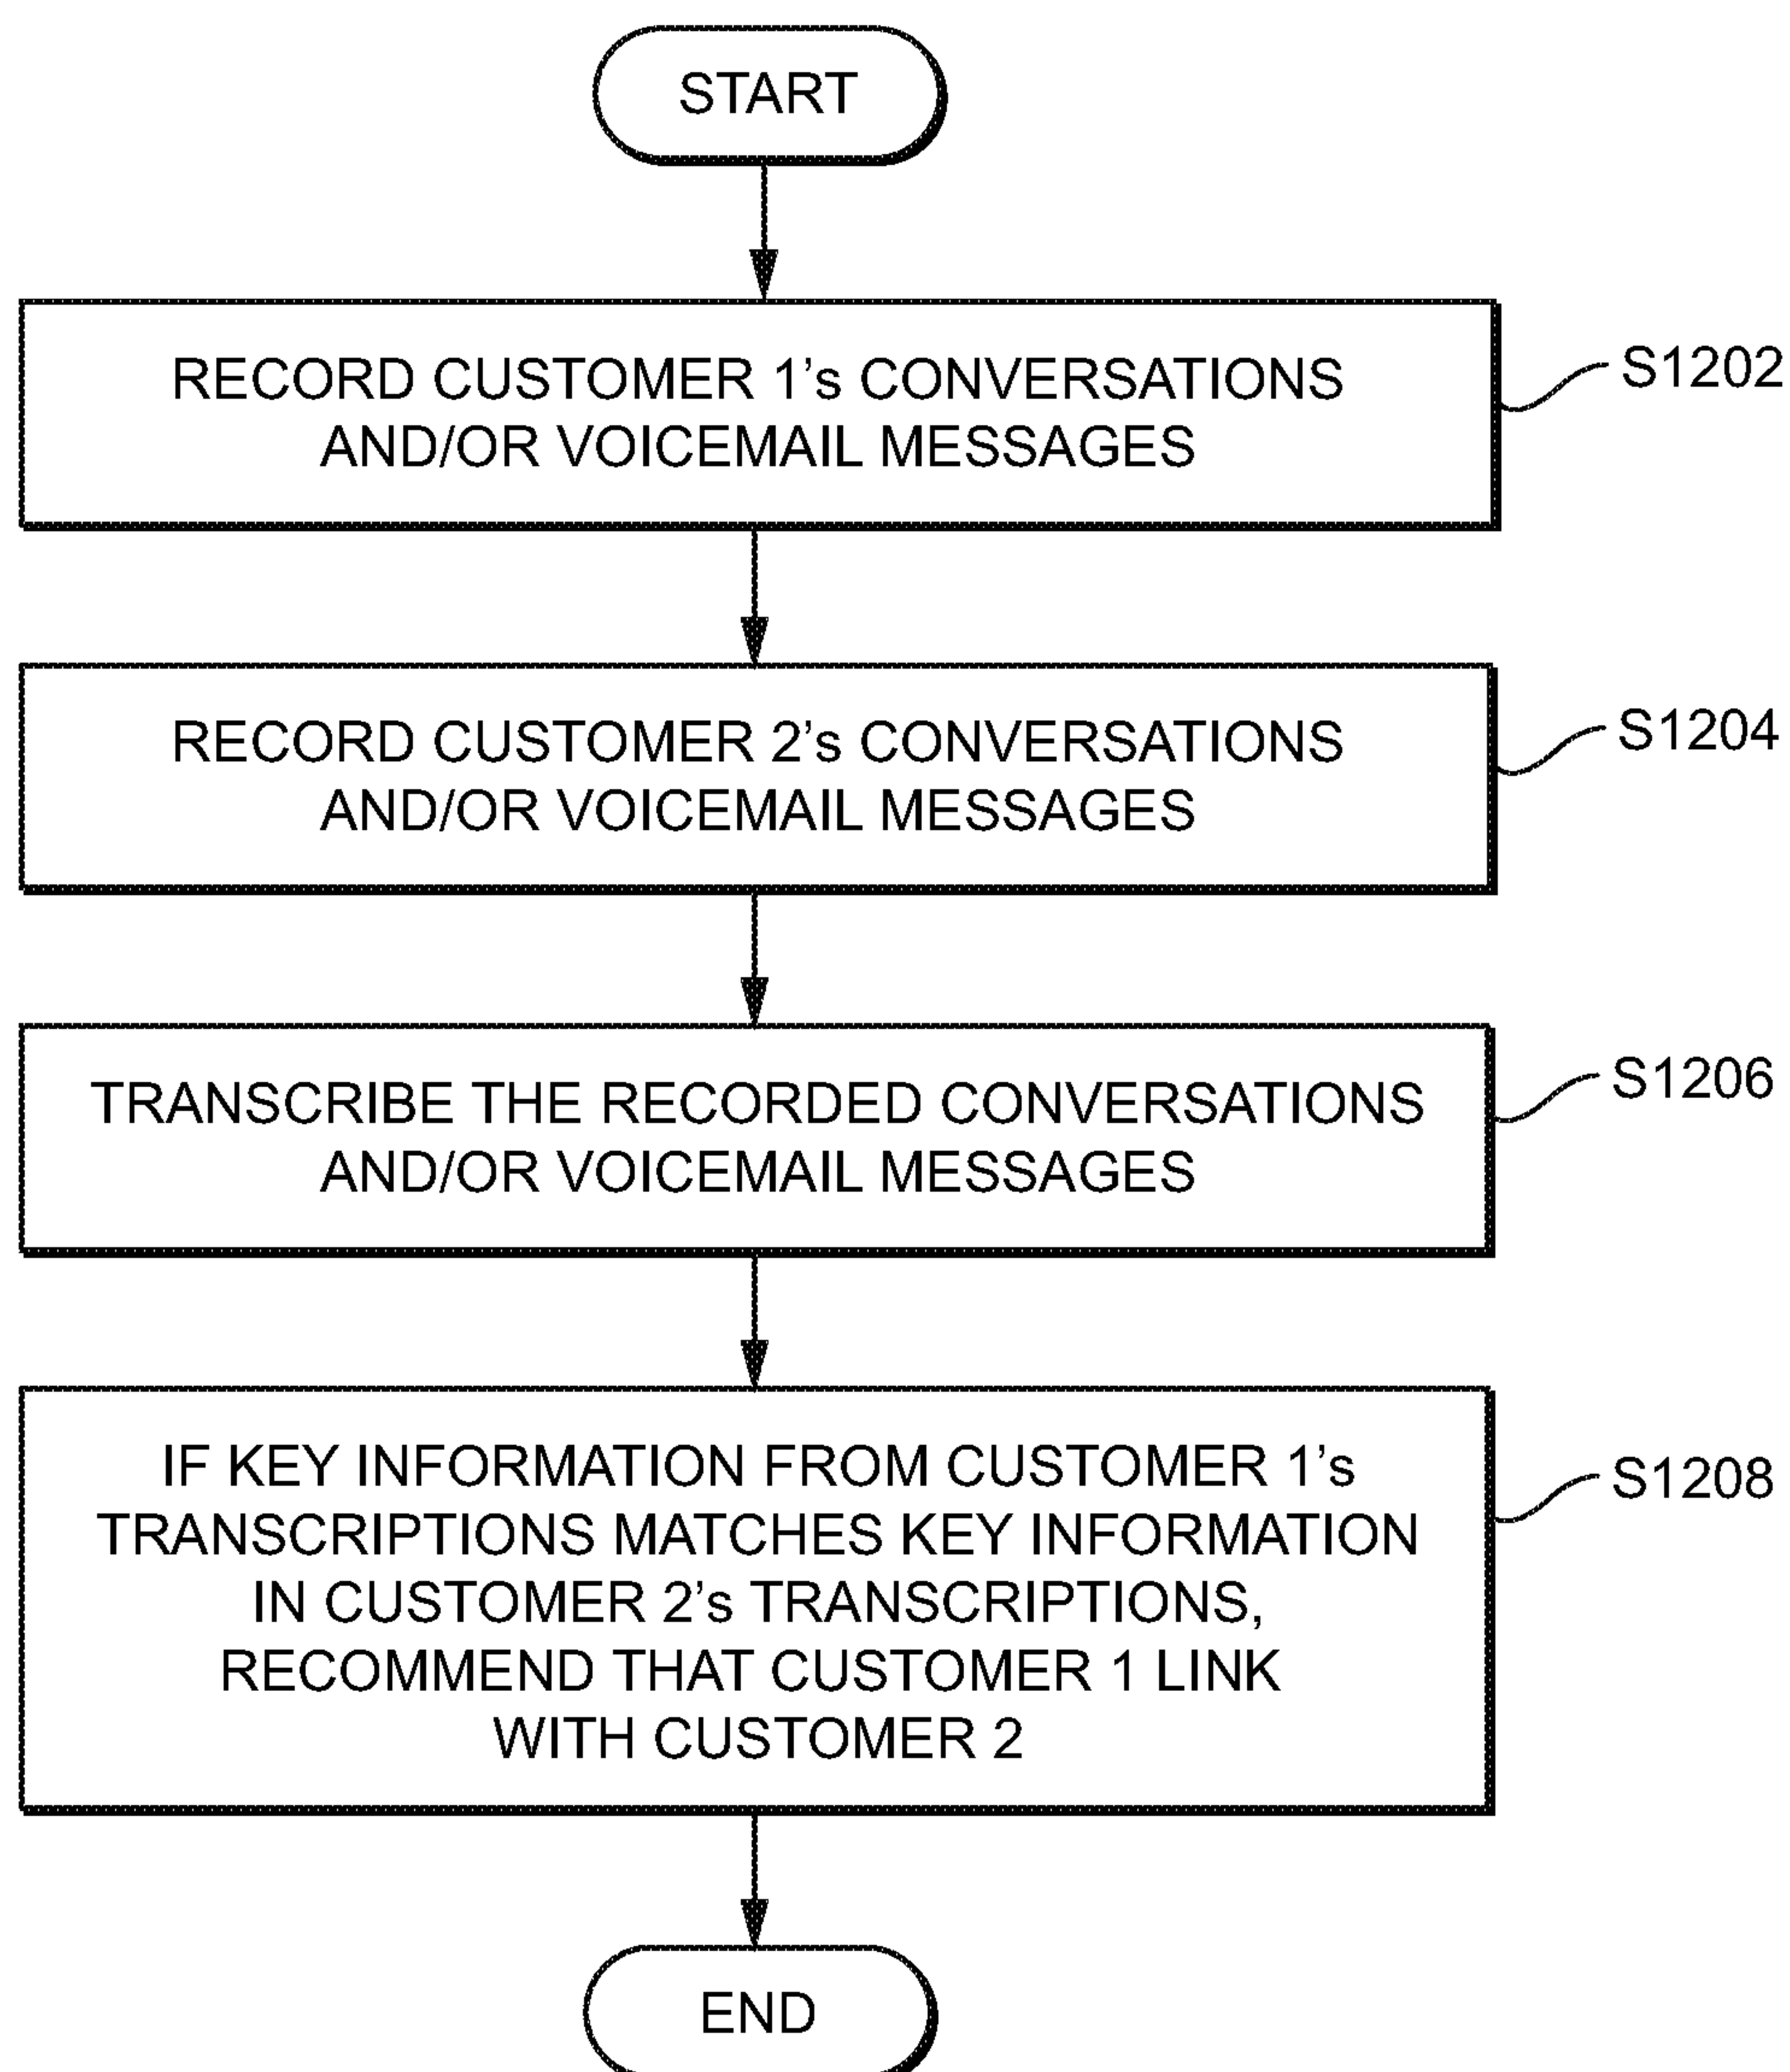 START
RECORD CUSTOMER 1's CONVERSATIONS
AND/OR VOICEMAIL MESSAGES
S1202
RECORD CUSTOMER 2's CONVERSATIONS
AND/OR VOICEMAIL MESSAGES
S1204
TRANSCRIBE THE RECORDED CONVERSATIONS
AND/OR VOICEMAIL MESSAGES
S1206
IF KEY INFORMATION FROM CUSTOMER 1's
TRANSCRIPTIONS MATCHES KEY INFORMATION
IN CUSTOMER 2's TRANSCRIPTIONS,
RECOMMEND THAT CUSTOMER 1 LINK
WITH CUSTOMER 2
S1208
END